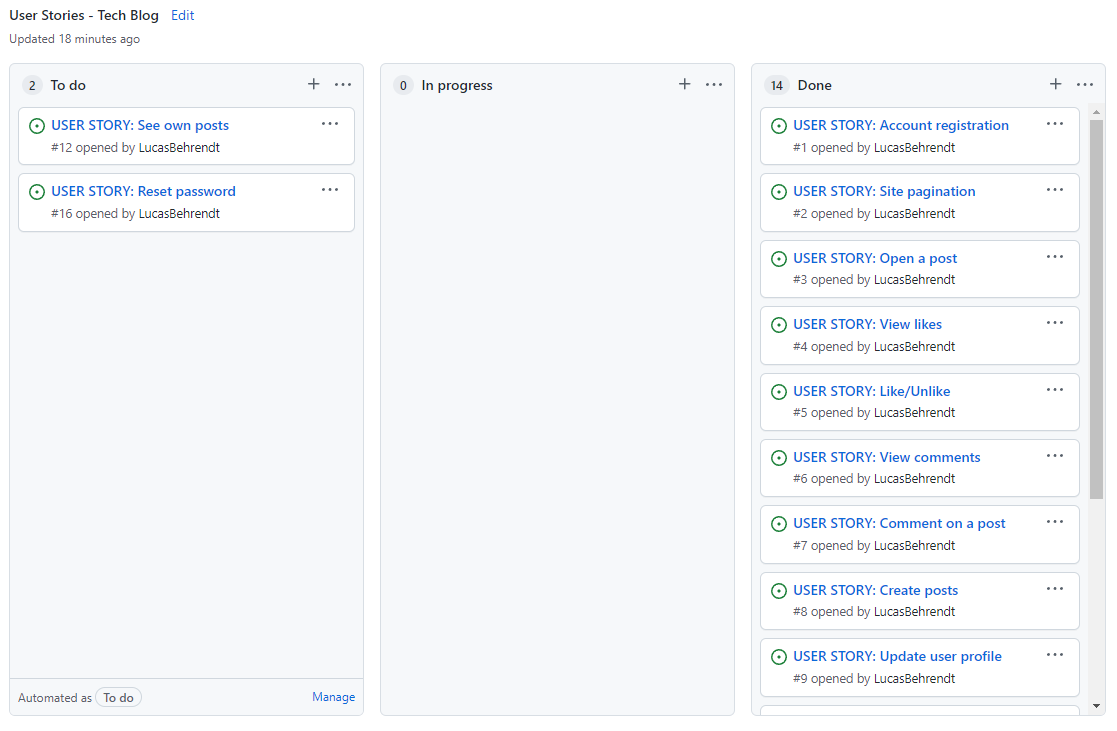 User Stories - Tech Blog Edit
Updated 18 minutes ago
2 To do
USER STORY: See own posts
#12 opened by LucasBehrendt
USER STORY: Reset password
#16 opened by LucasBehrendt
Automated as To do Manage
0 In progress
14 Done
USER STORY: Account registration
#1 opened by LucasBehrendt
USER STORY: Site pagination
#2 opened by LucasBehrendt
USER STORY: Open a post
#3 opened by LucasBehrendt
USER STORY: View likes
#4 opened by LucasBehrendt
USER STORY: Like/Unlike
#5 opened by LucasBehrendt
USER STORY: View comments
#6 opened by LucasBehrendt
USER STORY: Comment on a post
#7 opened by LucasBehrendt
USER STORY: Create posts
#8 opened by LucasBehrendt
USER STORY: Update user profile
#9 opened by LucasBehrendt